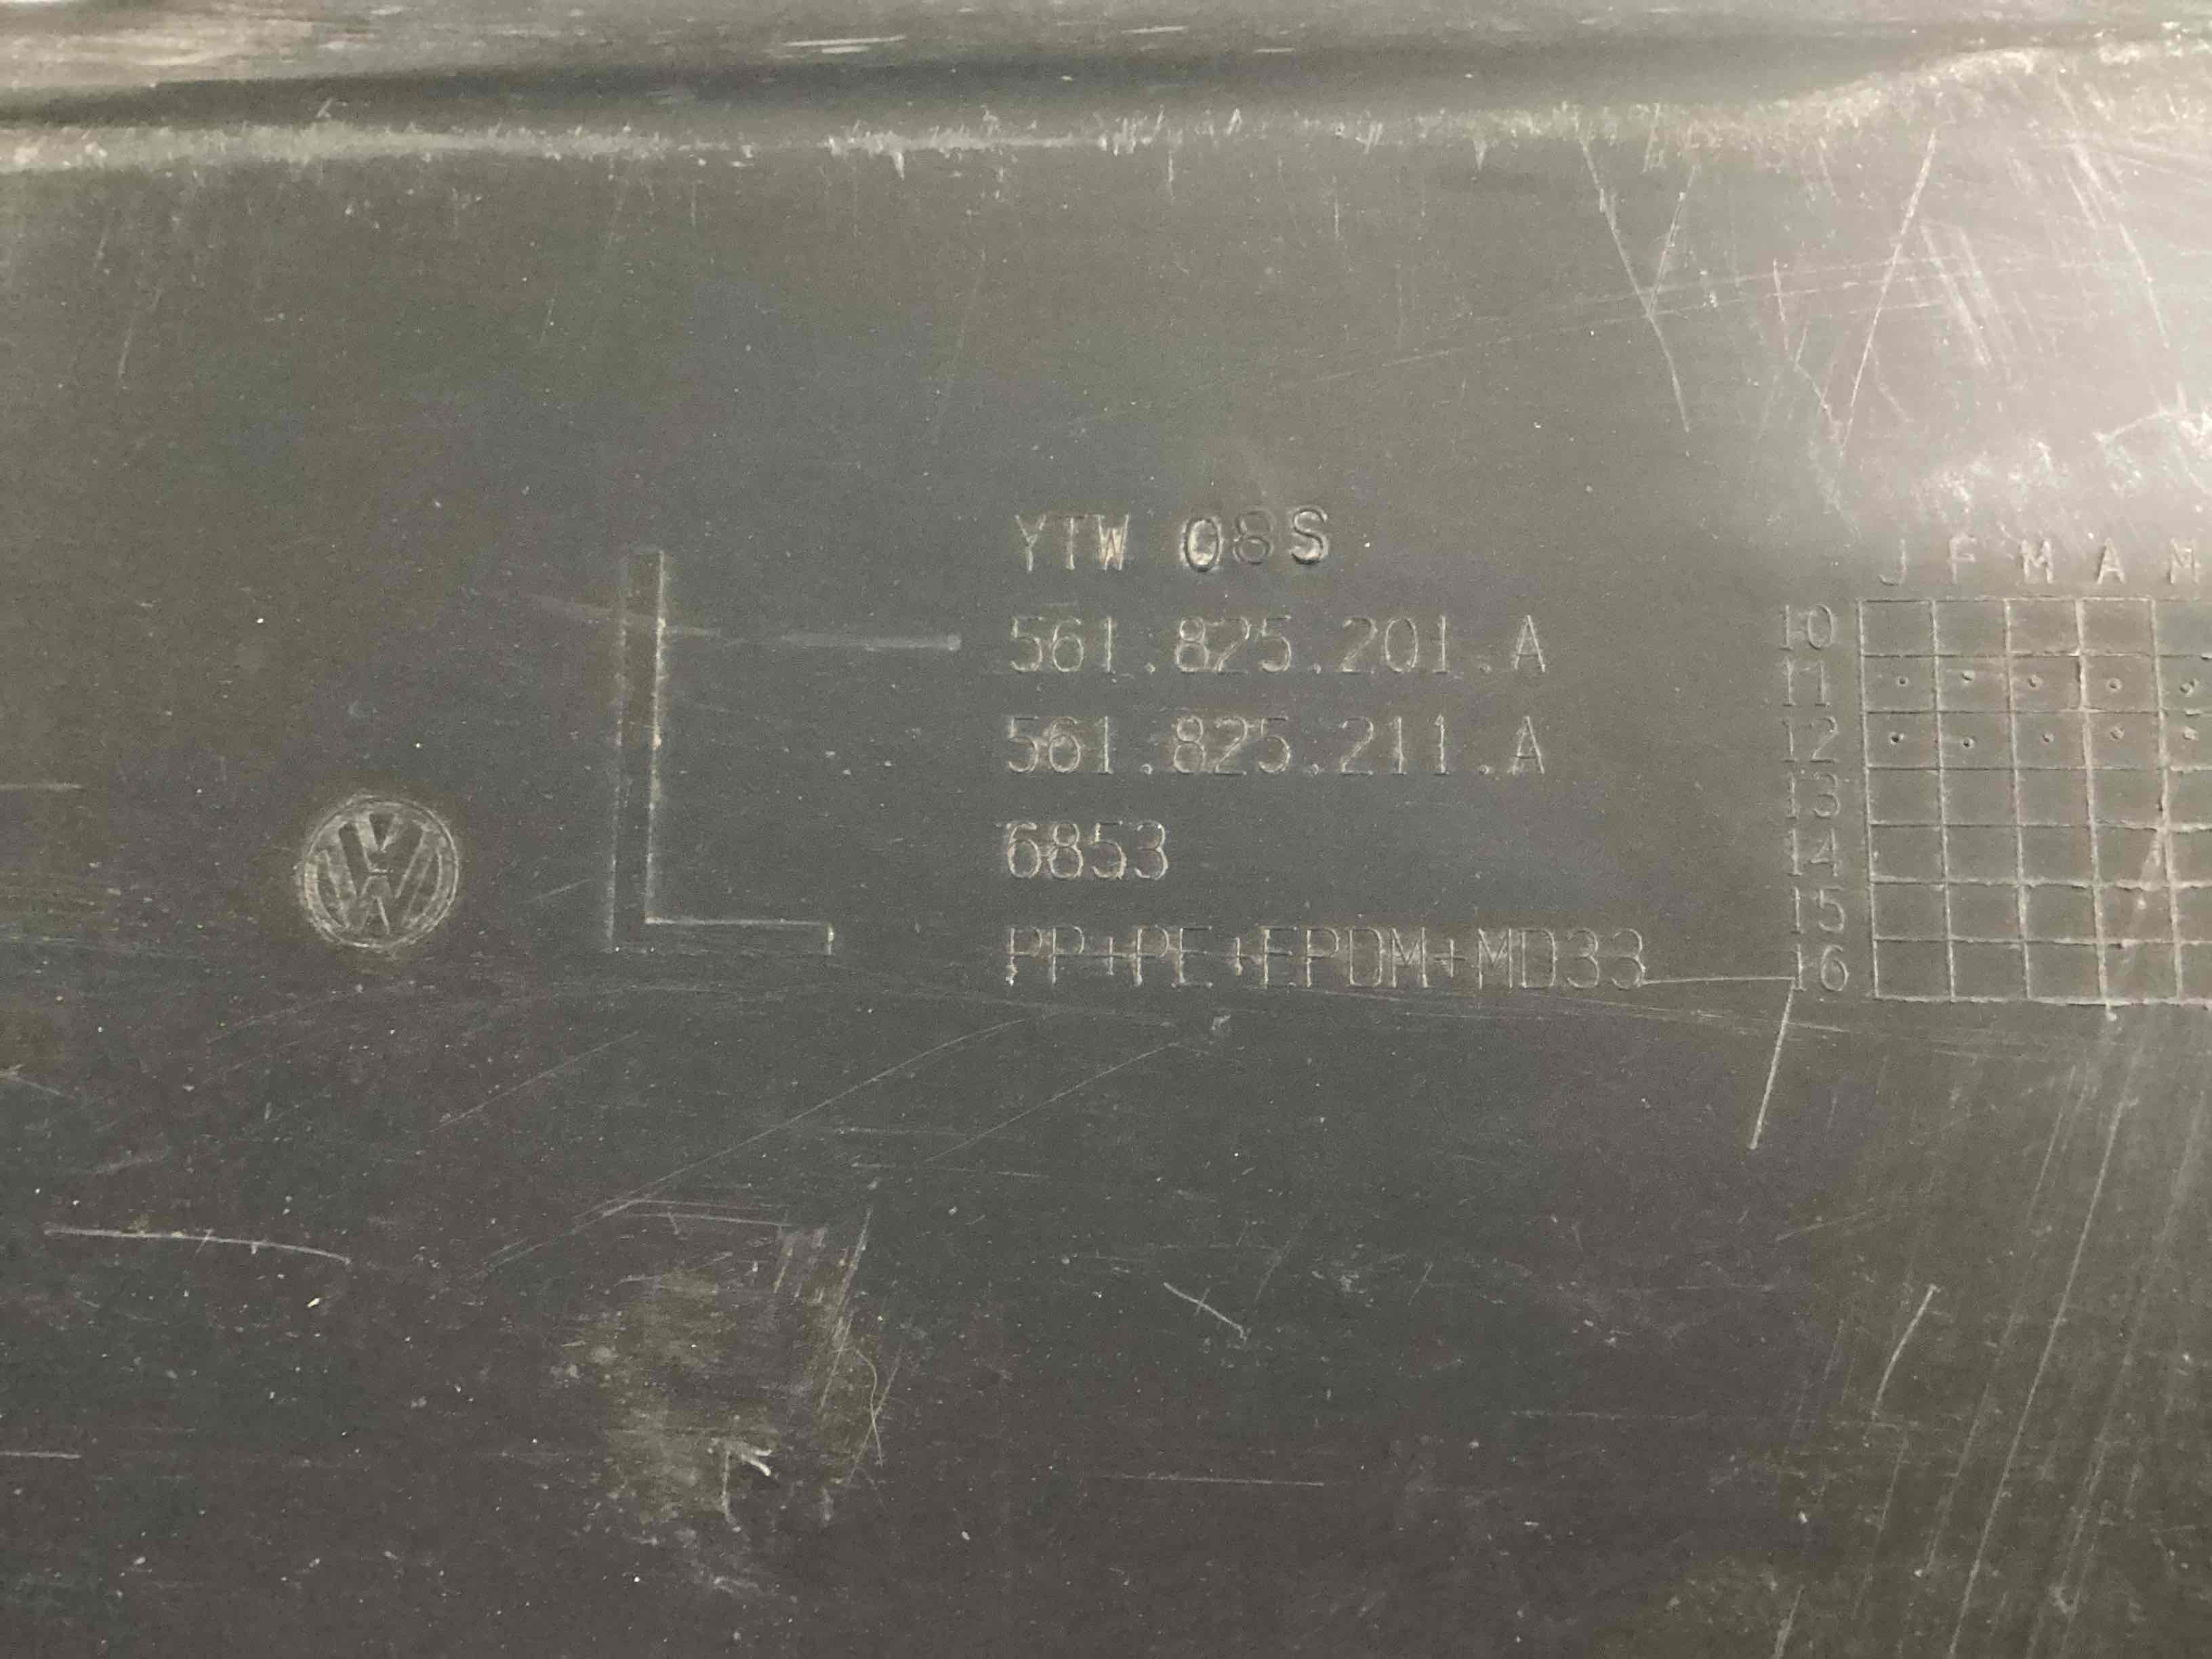 YTW 08S
561.825.201.A
561.825.211.A
6853
PP+PE+EPDM+MD33
L
VW
J F M A M
10
11
12
13
14
15
16